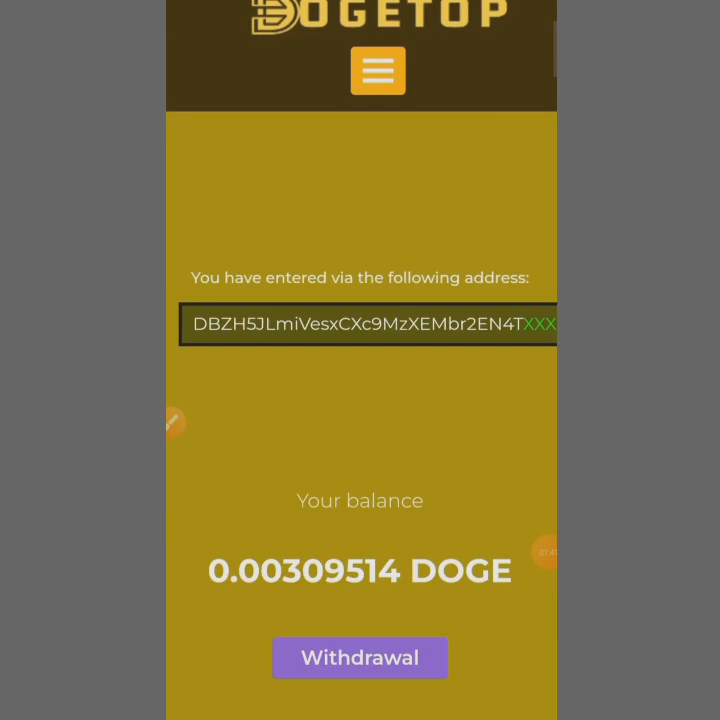 DOGETOP
You have entered via the following address:
DBZH5JLmiVesxCXc9MzXEMbr2EN4TXXX
Your balance
0.00309514 DOGE
Withdrawal